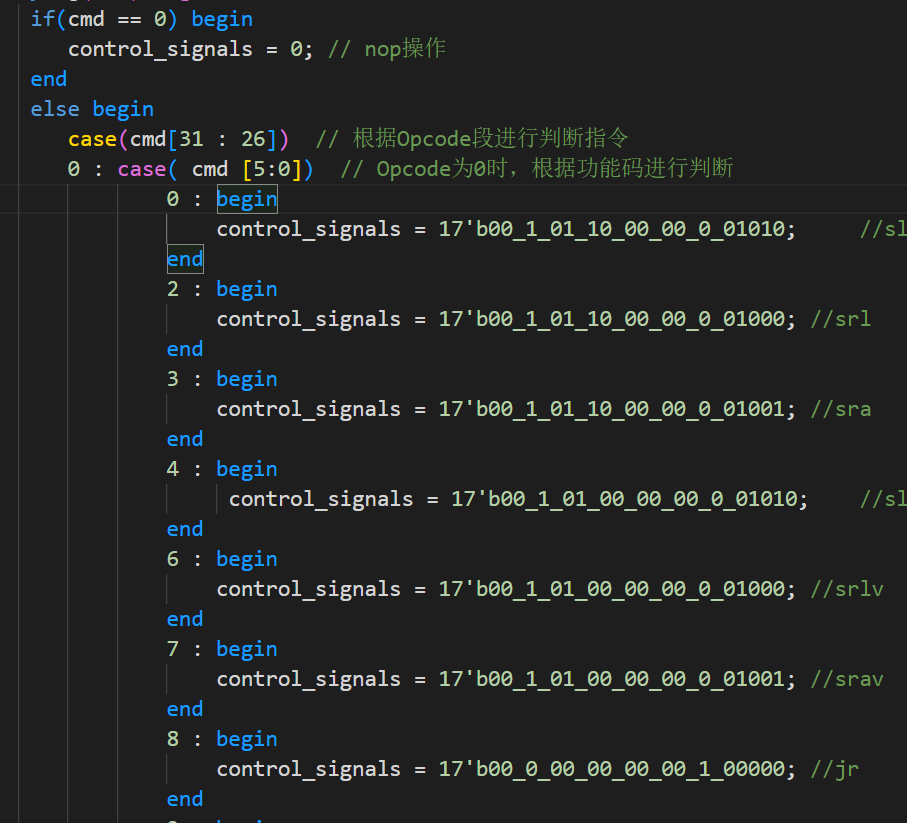 if(cmd == 0) begin
control_signals = 0; // nop操作
end
else begin
case(cmd[31 : 26]) // 根据Opcode段进行判断指令
0 : case( cmd [5:0]) // Opcode为0时，根据功能码进行判断
0 : begin
control_signals = 17'b00_1_01_10_00_00_0_01010; //sl
end
2 : begin
control_signals = 17'b00_1_01_10_00_00_0_01000; //srl
end
3 : begin
control_signals = 17'b00_1_01_10_00_00_0_01001; //sra
end
4 : begin
control_signals = 17'b00_1_01_00_00_00_0_01010; //sl
end
6 : begin
control_signals = 17'b00_1_01_00_00_00_0_01000; //srlv
end
7 : begin
control_signals = 17'b00_1_01_00_00_00_0_01001; //srav
end
8 : begin
control_signals = 17'b00_0_00_00_00_00_1_00000; //jr
end